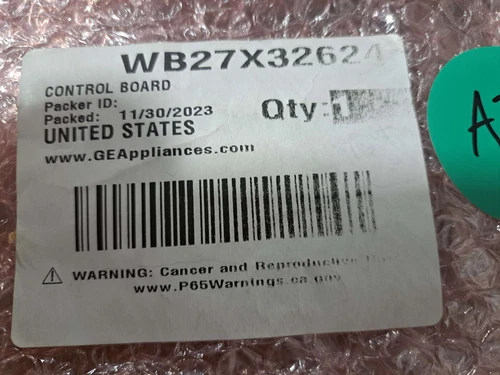 WB27X32624
CONTROL BOARD
Packer ID:
Packed: 11/30/2023
Qty:
UNITED STATES
www.GEAppliances.com
⚠ WARNING: Cancer and Reproductive
www.P65Warnings.ca.gov